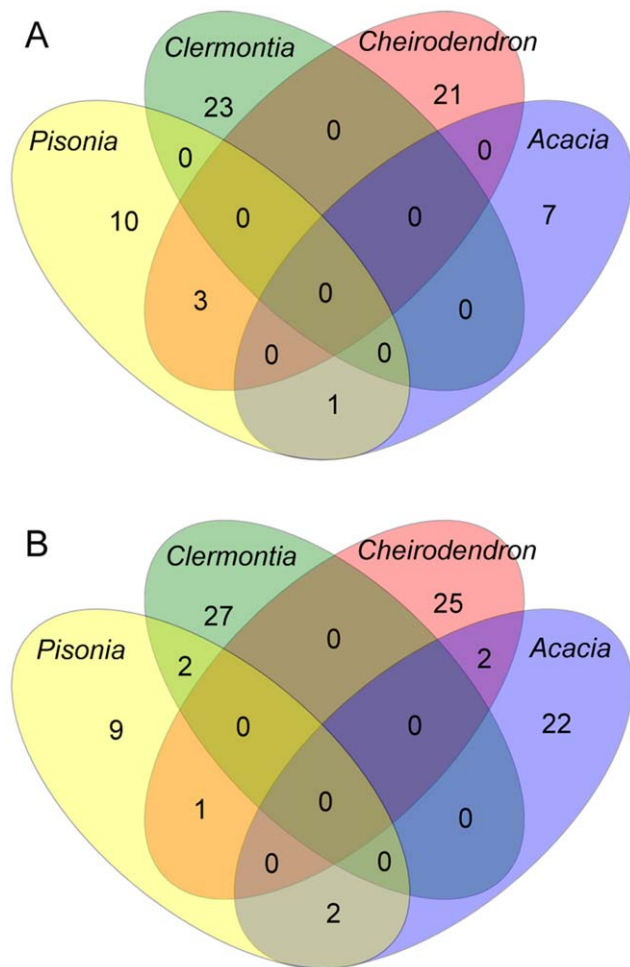 A
Clermontia Cheirodendron
23 0 21
Pisonia Acacia
0 0
10 0 0 7
3 0 0
0 0
1
B
Clermontia Cheirodendron
27 0 25
Pisonia Acacia
2 2
9 0 0 22
1 0 0
0 0
2